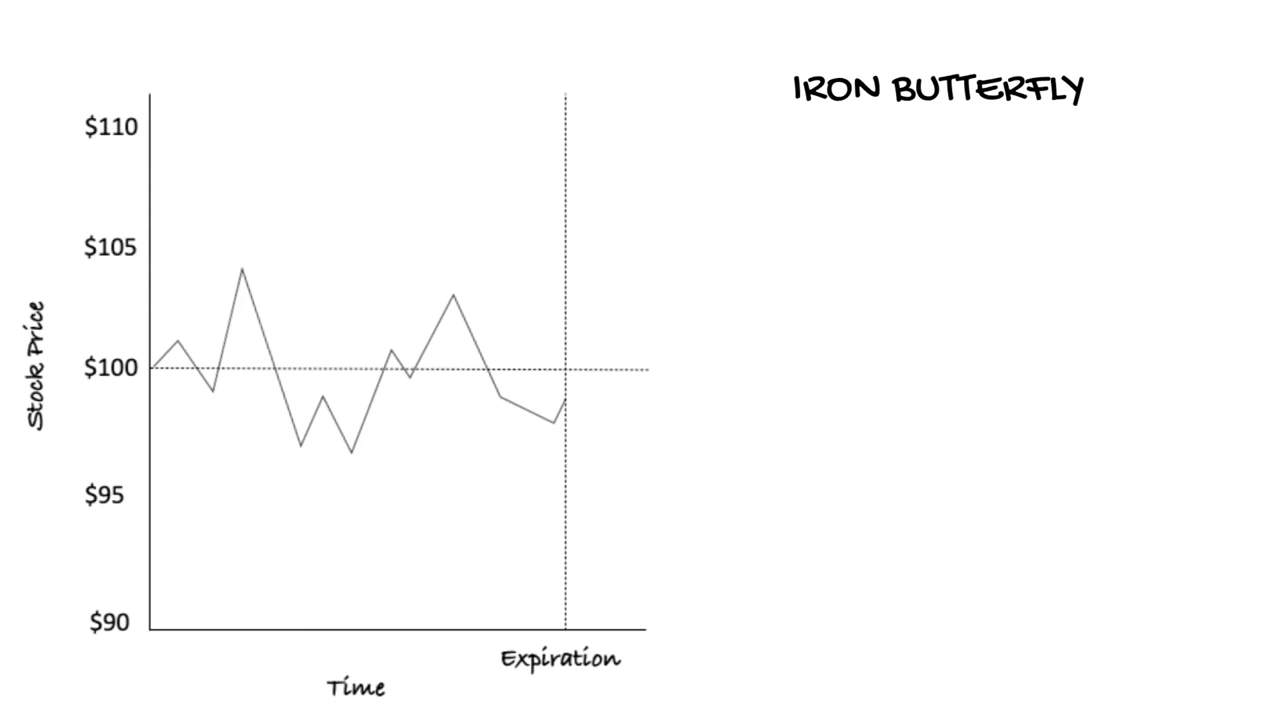 IRON BUTTERFLY
$110
$105
$100
$95
$90
Stock Price
Expiration
Time